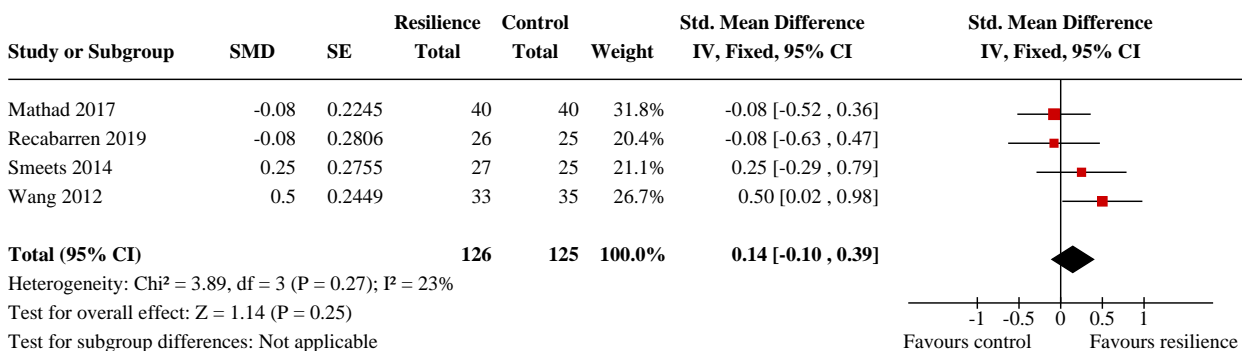 Resilience Control Std. Mean Difference Std. Mean Difference
Study or Subgroup SMD SE Total Total Weight IV, Fixed, 95% CI IV, Fixed, 95% CI
Mathad 2017 -0.08 0.2245 40 40 31.8% -0.08 [-0.52 , 0.36]
Recabarren 2019 -0.08 0.2806 26 25 20.4% -0.08 [-0.63 , 0.47]
Smeets 2014 0.25 0.2755 27 25 21.1% 0.25 [-0.29 , 0.79]
Wang 2012 0.5 0.2449 33 35 26.7% 0.50 [0.02 , 0.98]
Total (95% CI) 126 125 100.0% 0.14 [-0.10 , 0.39]
Heterogeneity: Chi² = 3.89, df = 3 (P = 0.27); I² = 23%
Test for overall effect: Z = 1.14 (P = 0.25)
-1 -0.5 0 0.5 1
Test for subgroup differences: Not applicable
Favours control Favours resilience